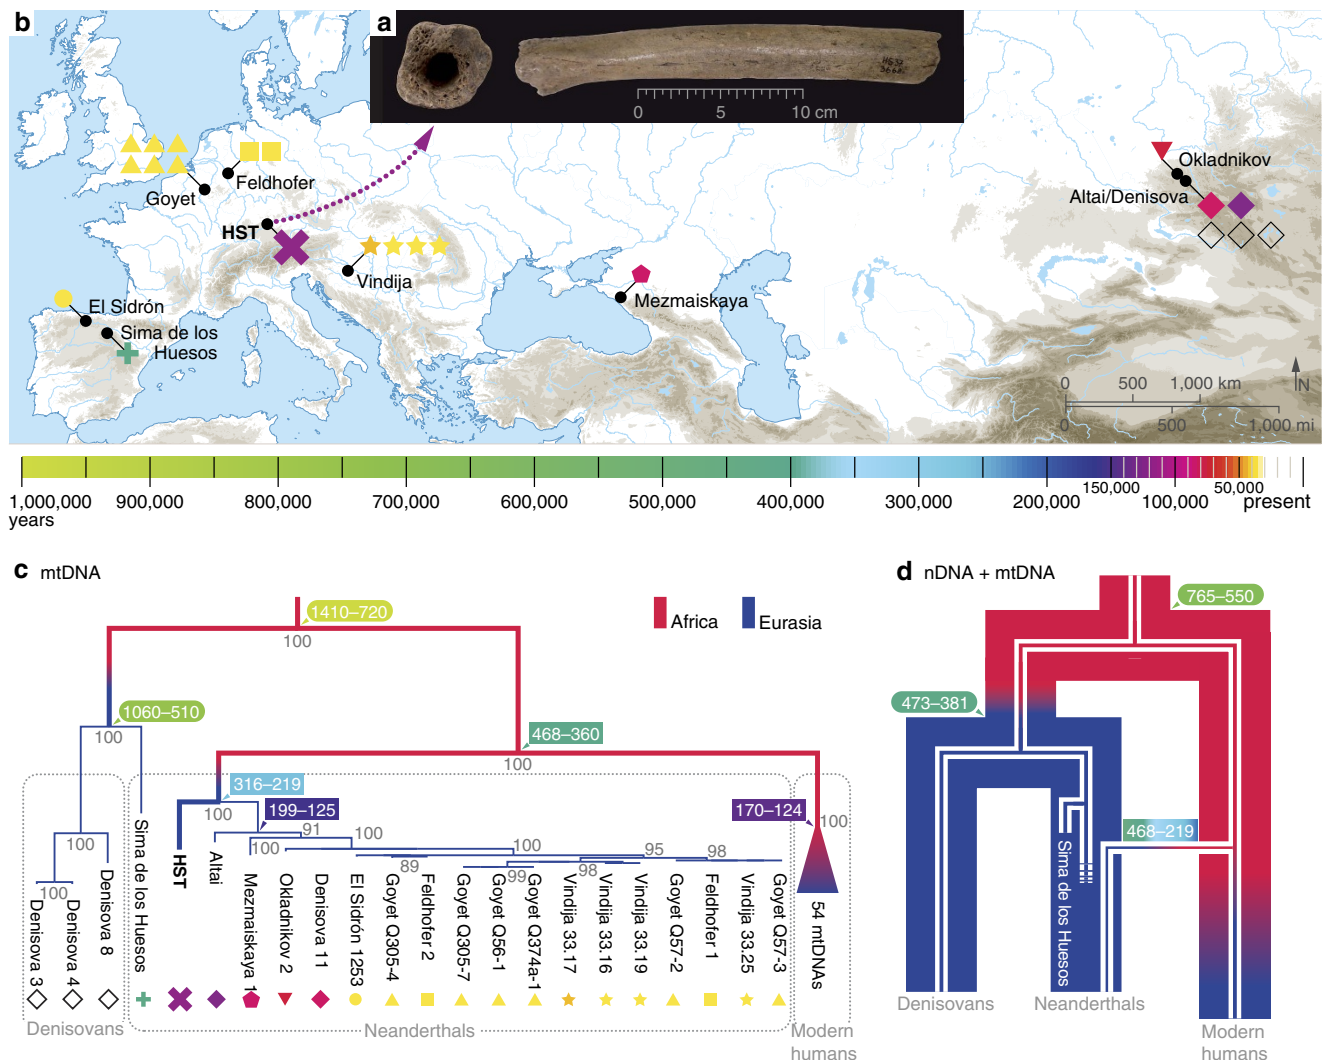 b
a
0 5 10 cm
Goyet
Feldhofer
HST
Vindija
El Sidrón
Sima de los
Huesos
Mezmaiskaya
Okladnikov
Altai/Denisova
0 500 1,000 km
N
0 500 1,000 mi
1,000,000 900,000 800,000 700,000 600,000 500,000 400,000 300,000 200,000 150,000 100,000 50,000 present
years
c mtDNA
Africa Eurasia
1410–720
100
1060–510
100
468–360
100
316–219
100
199–125
91
100
100
100
95
98
89
99
98
170–124
100
100
Denisova 3
Denisova 4
Denisova 8
Sima de los Huesos
HST
Altai
Mezmaiskaya 1
Okladnikov 2
Denisova 11
El Sidrón 1253
Goyet Q305-4
Feldhofer 2
Goyet Q305-7
Goyet Q56-1
Goyet Q374a-1
Vindija 33.17
Vindija 33.16
Vindija 33.19
Goyet Q57-2
Feldhofer 1
Vindija 33.25
Goyet Q57-3
54 mtDNAs
Denisovans
Neanderthals
Modern
humans
d nDNA + mtDNA
765–550
473–381
468–219
Sima de los Huesos
Denisovans
Neanderthals
Modern
humans